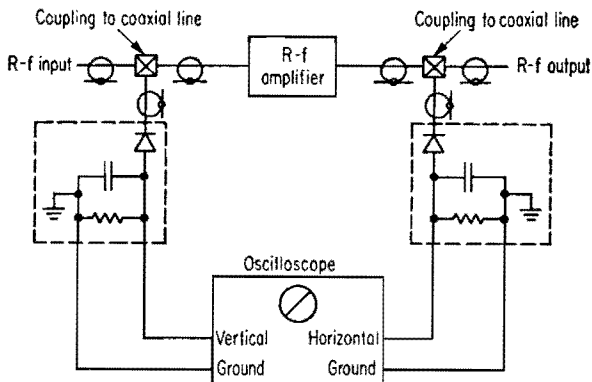 Coupling to coaxial line
Coupling to coaxial line
R-f input
R-f
amplifier
R-f output
Oscilloscope
Vertical
Horizontal
Ground
Ground